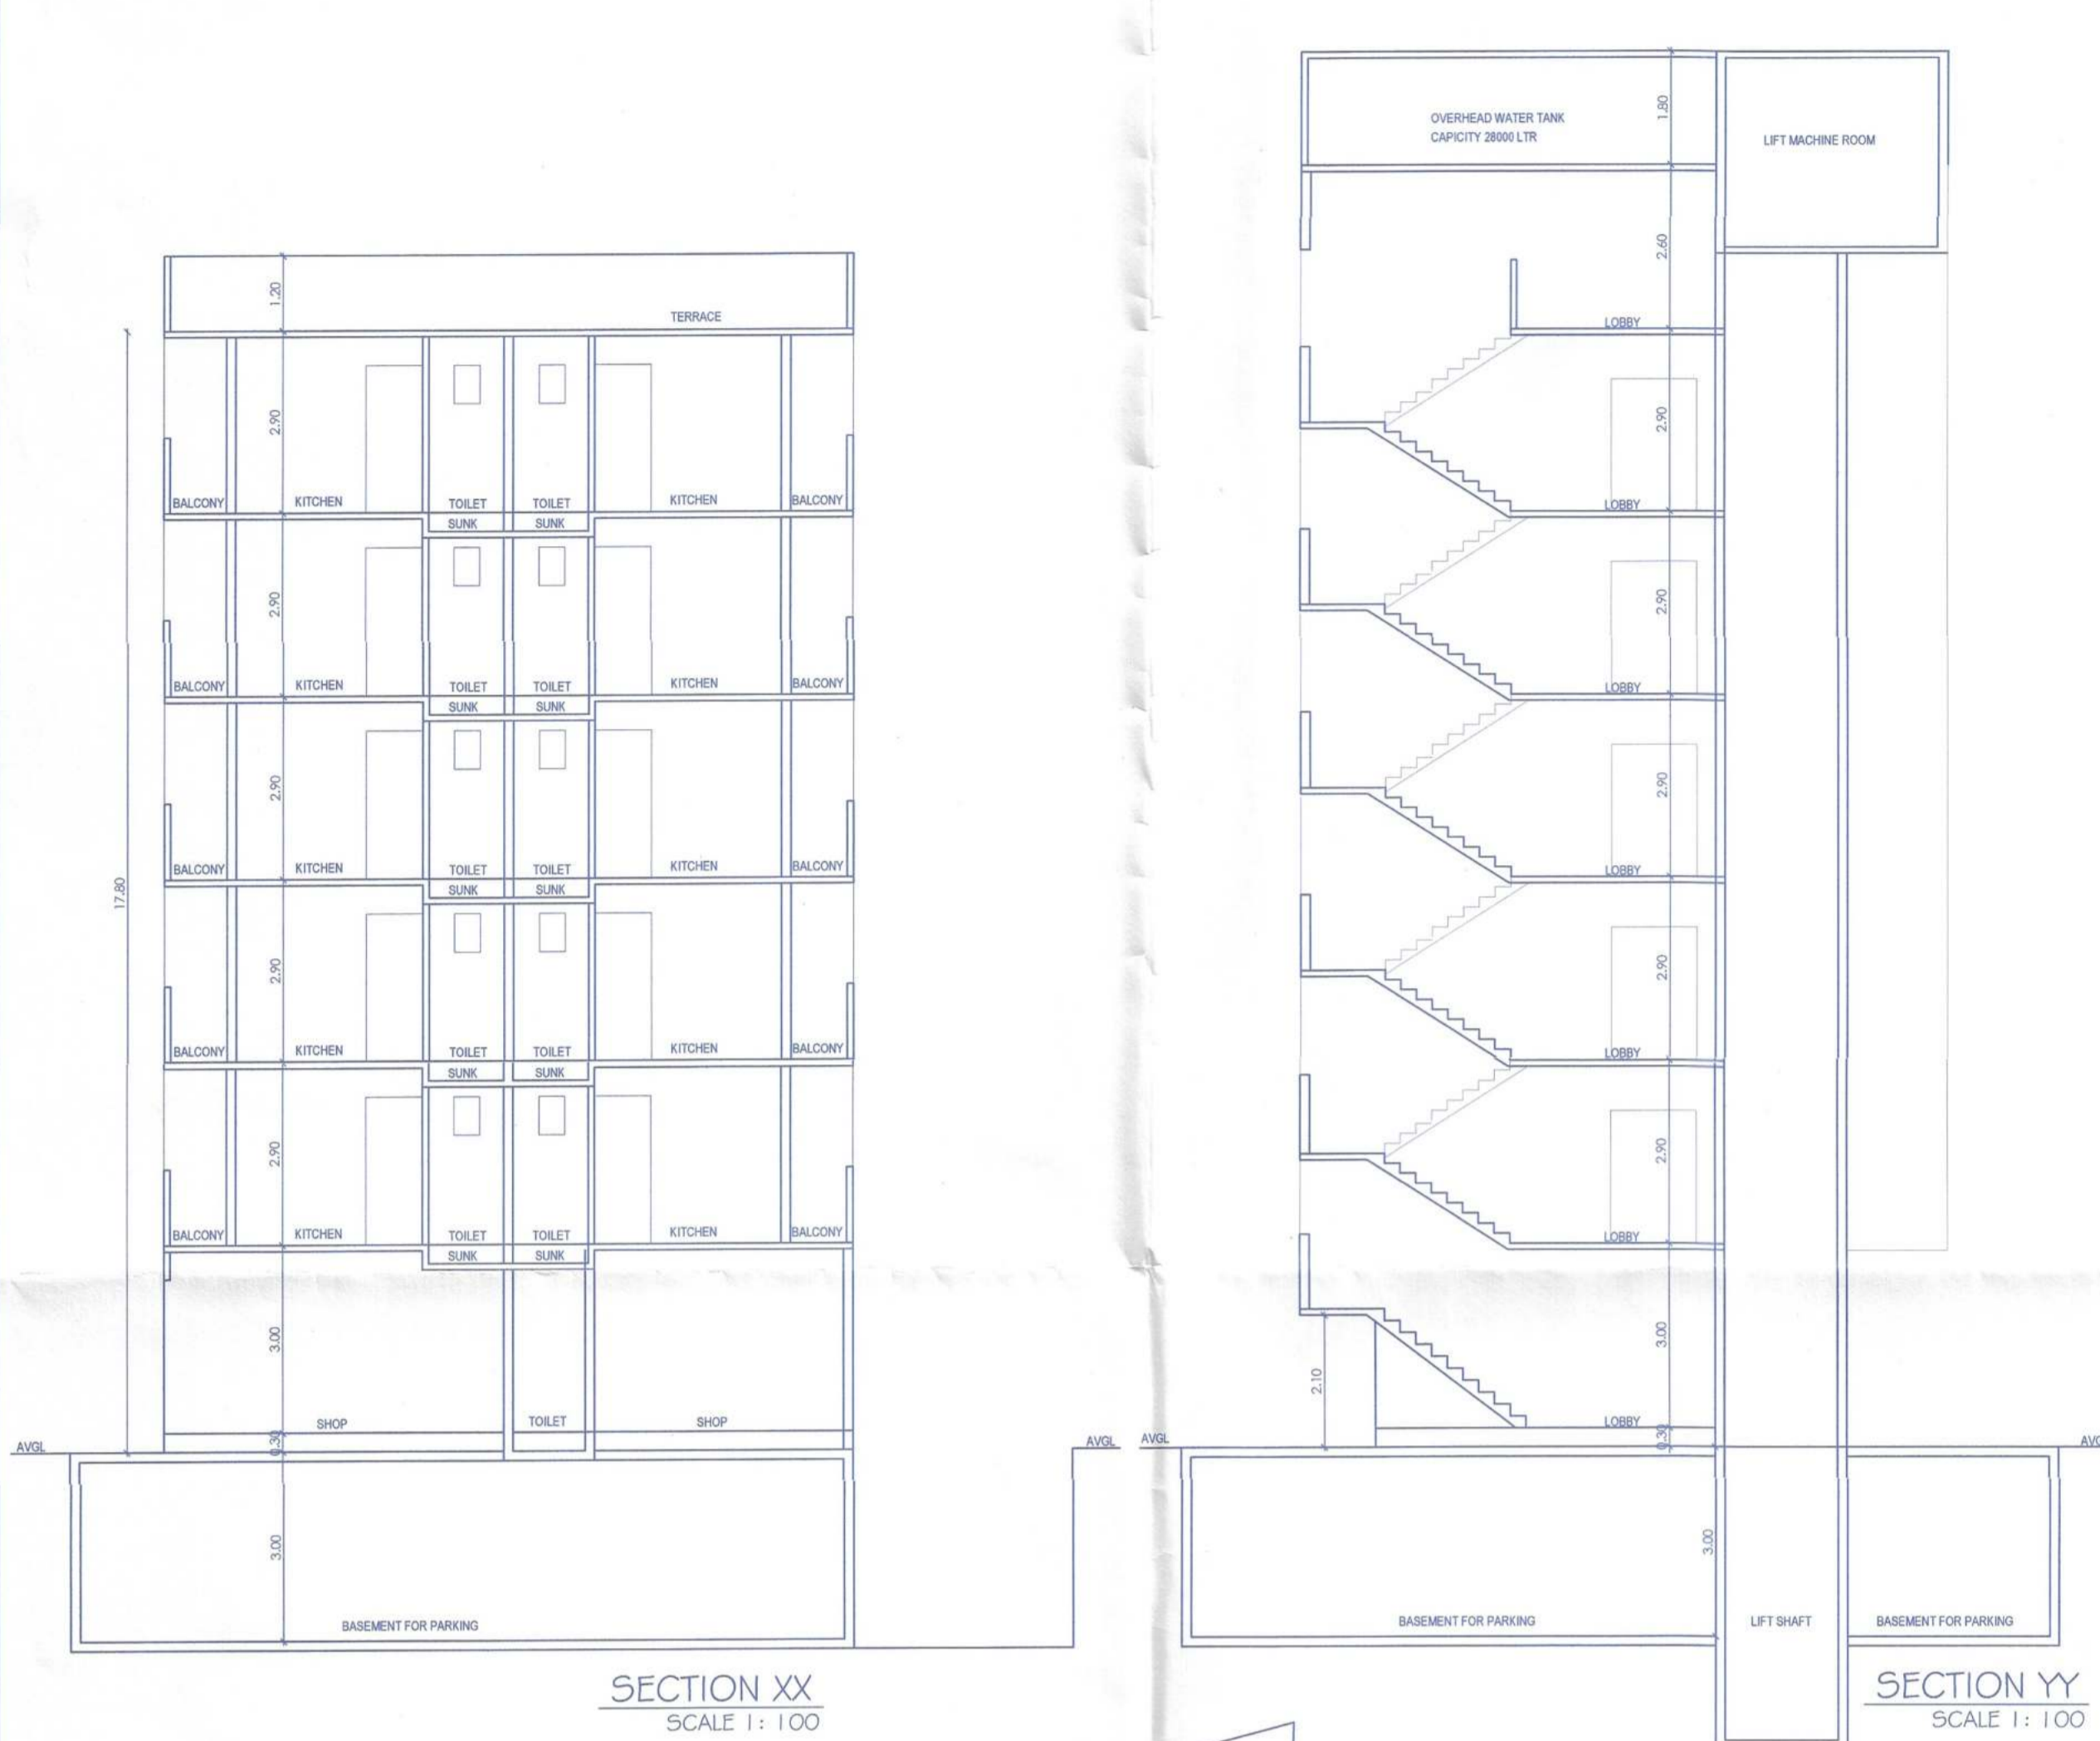 1.20
TERRACE
2.90
BALCONY KITCHEN TOILET TOILET KITCHEN BALCONY
SUNK SUNK
2.90
BALCONY KITCHEN TOILET TOILET KITCHEN BALCONY
SUNK SUNK
2.90
BALCONY KITCHEN TOILET TOILET KITCHEN BALCONY
SUNK SUNK
17.80
2.90
BALCONY KITCHEN TOILET TOILET KITCHEN BALCONY
SUNK SUNK
2.90
BALCONY KITCHEN TOILET TOILET KITCHEN BALCONY
SUNK SUNK
3.00
SHOP TOILET SHOP
0.30
AVGL
AVGL
3.00
BASEMENT FOR PARKING
SECTION XX
SCALE 1: 100
OVERHEAD WATER TANK
CAPICITY 28000 LTR
1.80
LIFT MACHINE ROOM
2.60
LOBBY
2.90
LOBBY
2.90
LOBBY
2.90
LOBBY
2.90
LOBBY
2.90
LOBBY
3.00
2.10
LOBBY
0.30
AVGL
3.00
BASEMENT FOR PARKING
LIFT SHAFT
BASEMENT FOR PARKING
SECTION YY
SCALE 1: 100